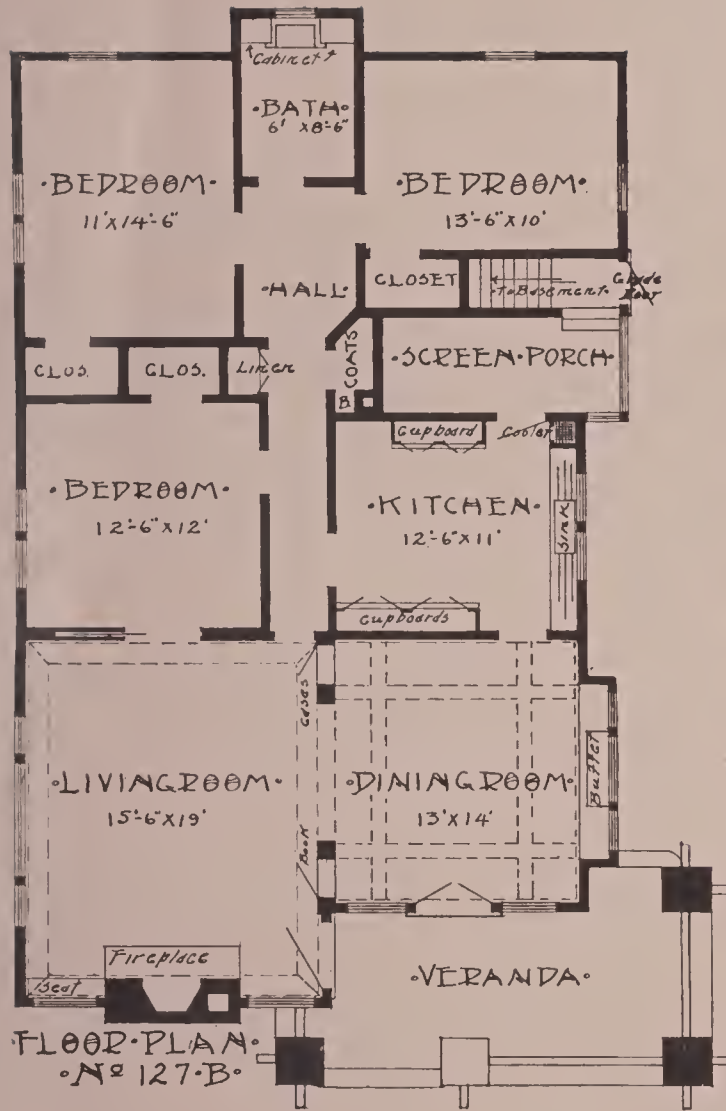 Cabinet
·BATH·
6' X 8'-6"
·BEDROOM·
11' X 14'-6"
·BEDROOM·
13'-6" X 10'
·HALL·
CLOSET
to Basement
Grade
Door
CLOS.
CLOS.
Linen
COATS
B
·SCREEN·PORCH·
Cupboard
Cooler
·BEDROOM·
12'-6" X 12'
·KITCHEN·
12'-6" X 11'
Sink
Cupboards
Cases
·LIVINGROOM·
15'-6" X 19'
·DININGROOM·
13' X 14'
Buffet
Book
Fireplace
Seat
·VERANDA·
FLOOR·PLAN·
·Nº 127·B·